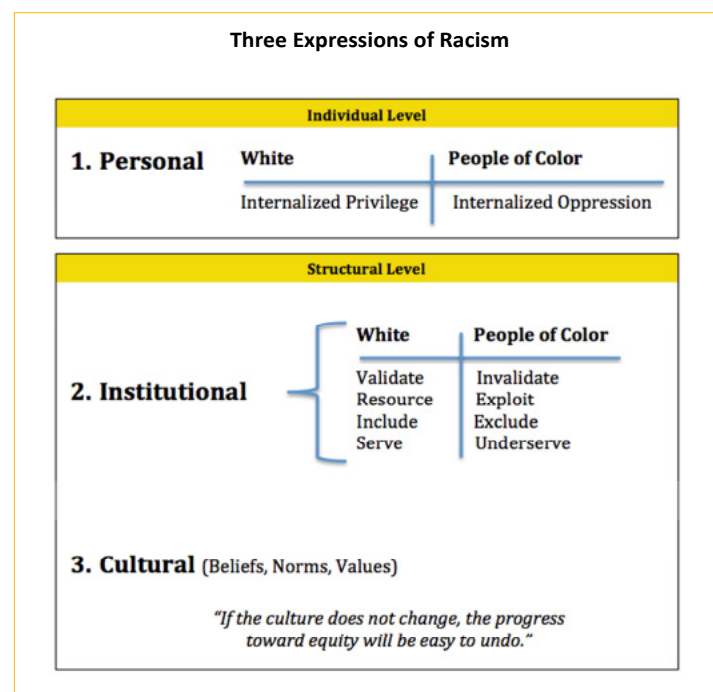 Three Expressions of Racism
Individual Level
1. Personal White People of Color
Internalized Privilege Internalized Oppression
Structural Level
White People of Color
2. Institutional
Validate Invalidate
Resource Exploit
Include Exclude
Serve Underserve
3. Cultural (Beliefs, Norms, Values)
“If the culture does not change, the progress
toward equity will be easy to undo.”